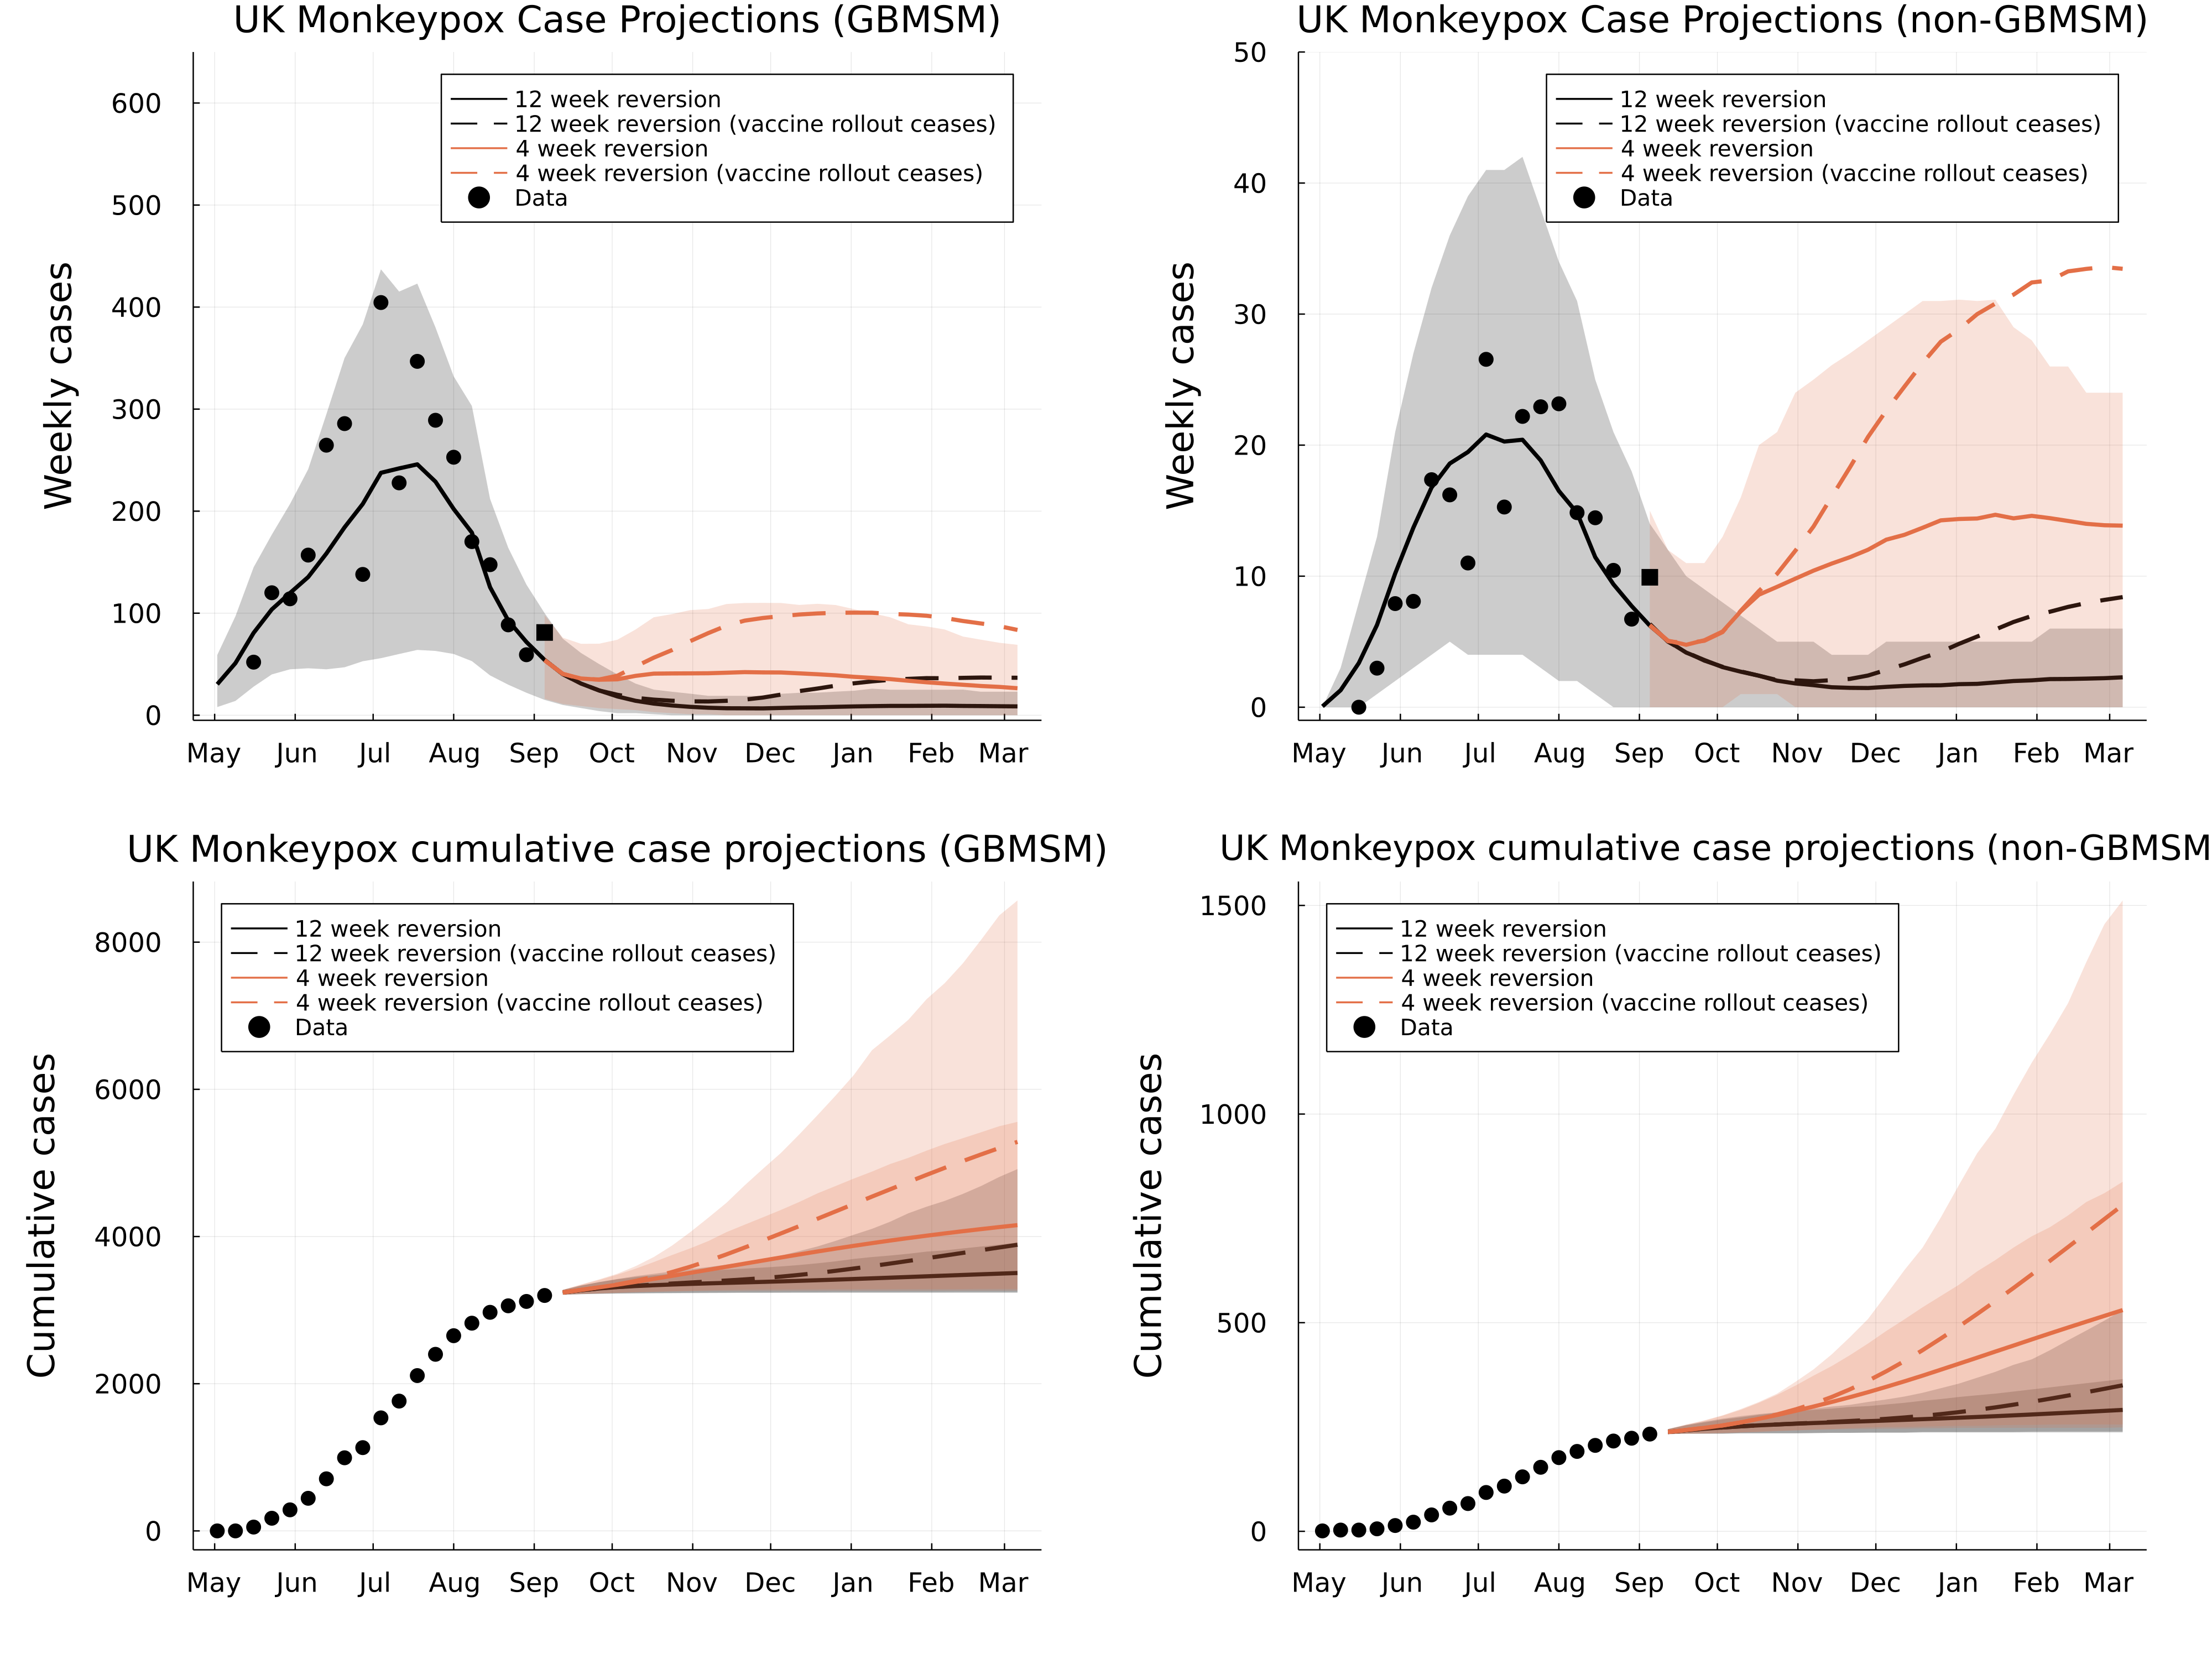 UK Monkeypox Case Projections (GBMSM)
Weekly cases
600
500
400
300
200
100
0
12 week reversion
12 week reversion (vaccine rollout ceases)
4 week reversion
4 week reversion (vaccine rollout ceases)
Data
May Jun Jul Aug Sep Oct Nov Dec Jan Feb Mar
UK Monkeypox Case Projections (non-GBMSM)
Weekly cases
50
40
30
20
10
0
12 week reversion
12 week reversion (vaccine rollout ceases)
4 week reversion
4 week reversion (vaccine rollout ceases)
Data
May Jun Jul Aug Sep Oct Nov Dec Jan Feb Mar
UK Monkeypox cumulative case projections (GBMSM)
Cumulative cases
8000
6000
4000
2000
0
12 week reversion
12 week reversion (vaccine rollout ceases)
4 week reversion
4 week reversion (vaccine rollout ceases)
Data
May Jun Jul Aug Sep Oct Nov Dec Jan Feb Mar
UK Monkeypox cumulative case projections (non-GBMSM
Cumulative cases
1500
1000
500
0
12 week reversion
12 week reversion (vaccine rollout ceases)
4 week reversion
4 week reversion (vaccine rollout ceases)
Data
May Jun Jul Aug Sep Oct Nov Dec Jan Feb Mar